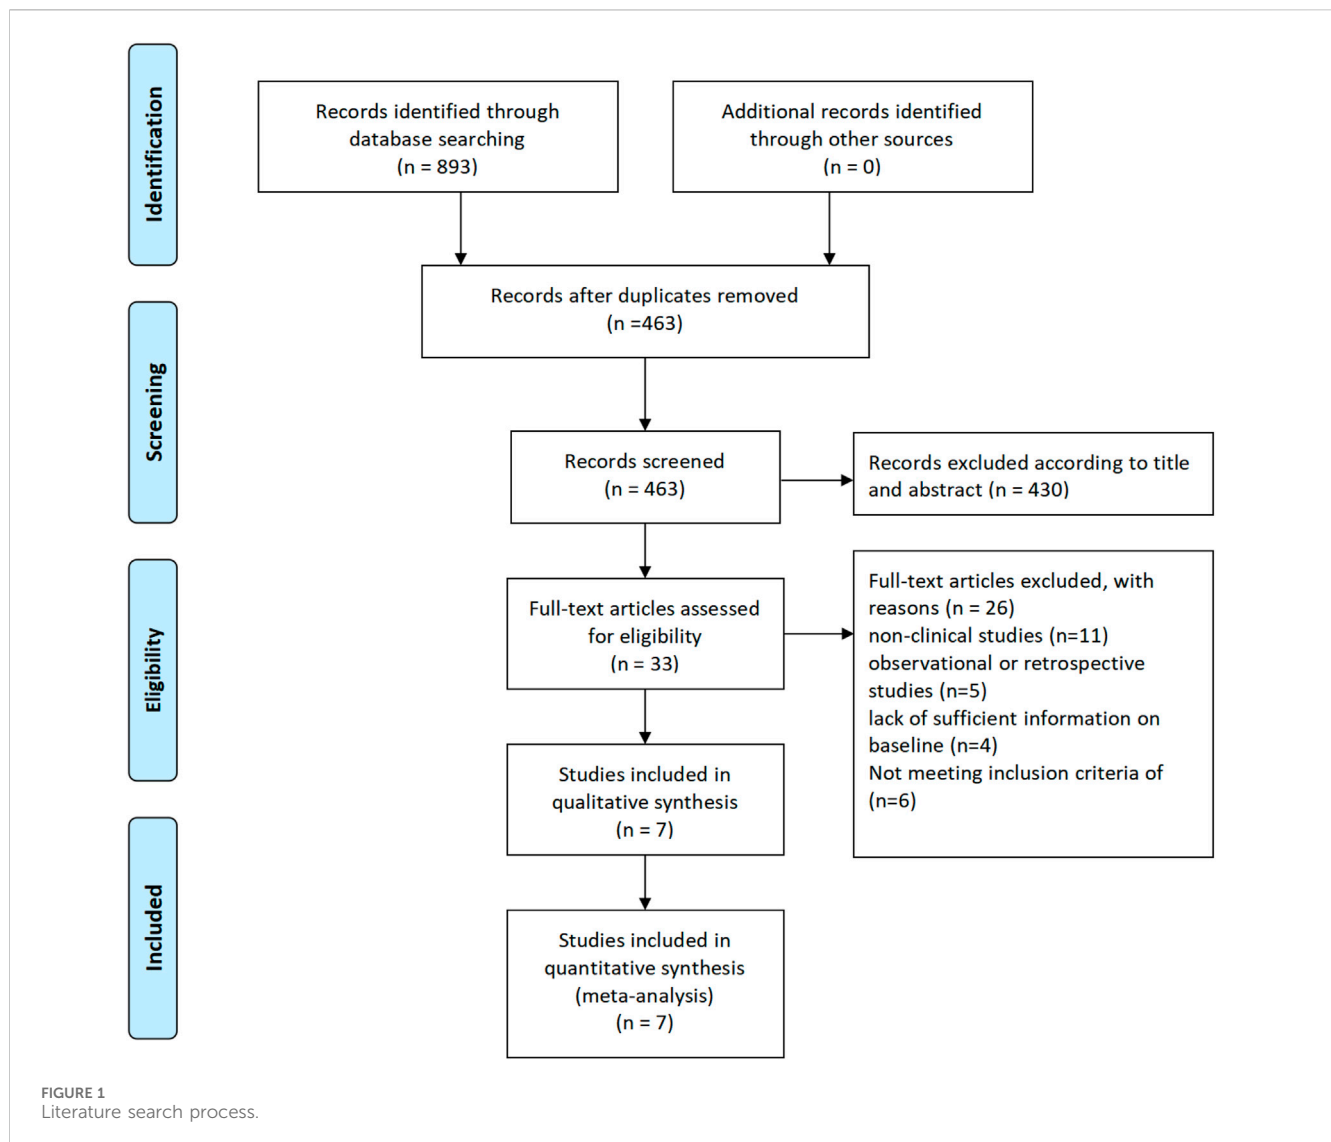 Identification
Records identified through
database searching
(n = 893)
Additional records identified
through other sources
(n = 0)
Records after duplicates removed
(n =463)
Screening
Records screened
(n = 463)
Records excluded according to title
and abstract (n = 430)
Eligibility
Full-text articles assessed
for eligibility
(n = 33)
Full-text articles excluded, with
reasons (n = 26)
non-clinical studies (n=11)
observational or retrospective
studies (n=5)
lack of sufficient information on
baseline (n=4)
Not meeting inclusion criteria of
(n=6)
Studies included in
qualitative synthesis
(n = 7)
Included
Studies included in
quantitative synthesis
(meta-analysis)
(n = 7)
FIGURE 1
Literature search process.